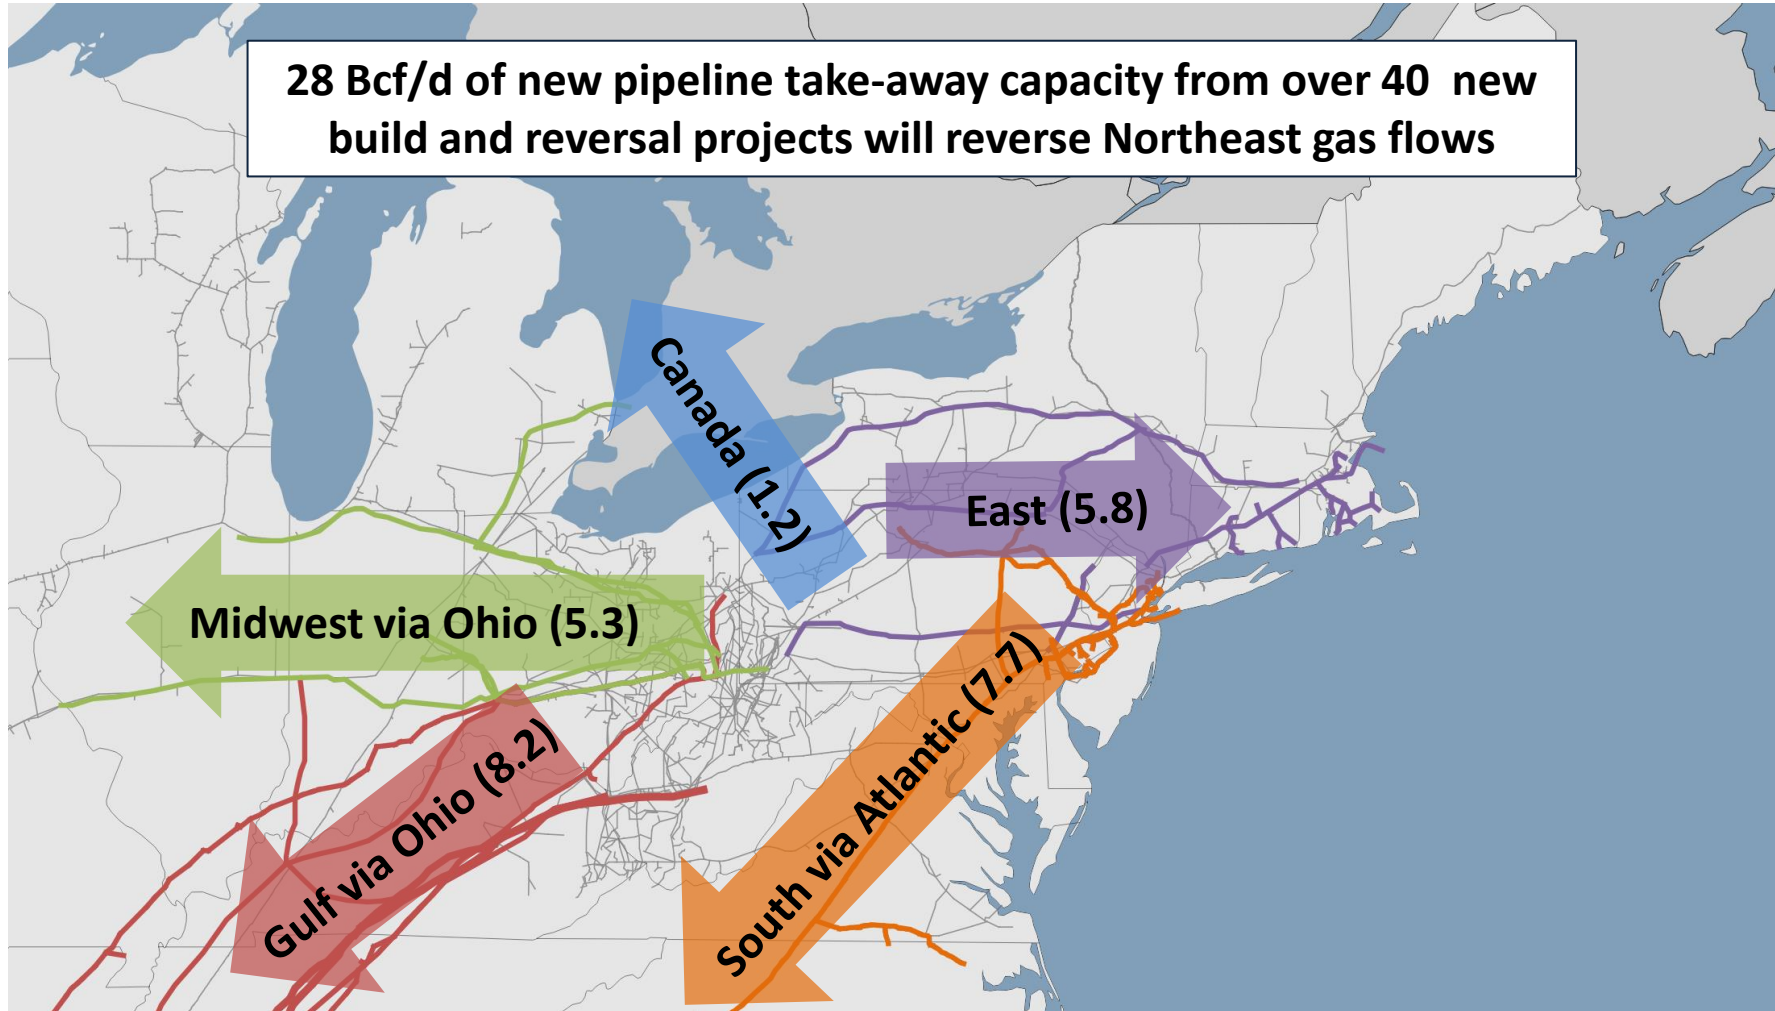 28 Bcf/d of new pipeline take-away capacity from over 40 new
build and reversal projects will reverse Northeast gas flows
Canada (1.2)
East (5.8)
Midwest via Ohio (5.3)
Gulf via Ohio (8.2)
South via Atlantic (7.7)